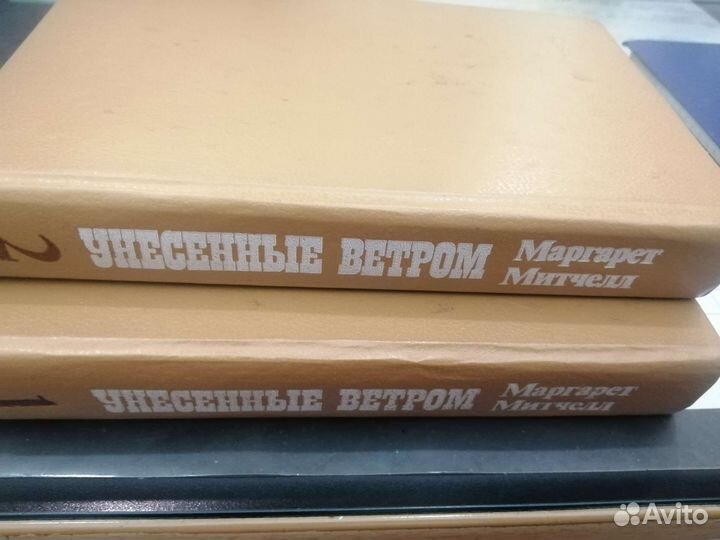 2
УНЕСЕННЫЕ ВЕТРОМ
Маргарет
Митчелл
1
УНЕСЕННЫЕ ВЕТРОМ
Маргарет
Митчелл
Avito